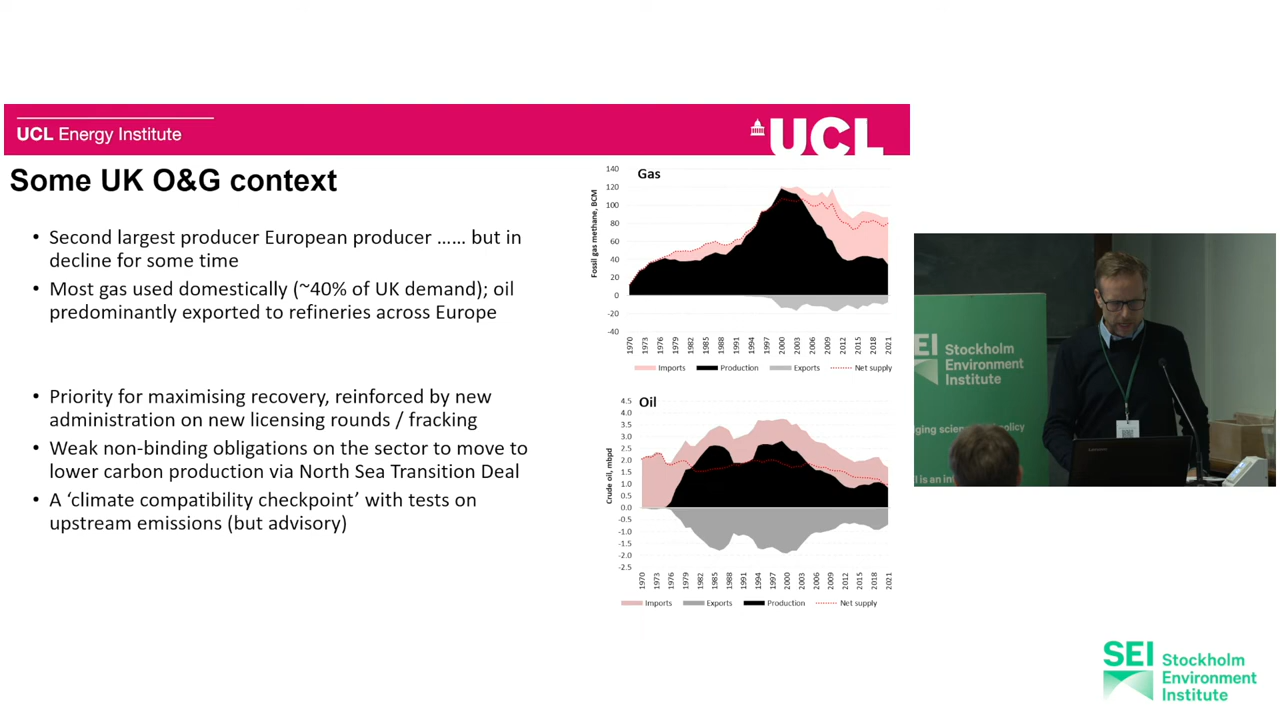 UCL Energy Institute
UCL
Some UK O&G context
• Second largest producer European producer …… but in
decline for some time
• Most gas used domestically (~40% of UK demand); oil
predominantly exported to refineries across Europe
• Priority for maximising recovery, reinforced by new
administration on new licensing rounds / fracking
• Weak non-binding obligations on the sector to move to
lower carbon production via North Sea Transition Deal
• A ‘climate compatibility checkpoint’ with tests on
upstream emissions (but advisory)
Gas
Fossil gas methane, BCM
140
120
100
80
60
40
20
0
-20
-40
1970 1973 1976 1979 1982 1985 1988 1991 1994 1997 2000 2003 2006 2009 2012 2015 2018 2021
Imports Production Exports Net supply
Oil
Crude oil, mbpd
4.5
4.0
3.5
3.0
2.5
2.0
1.5
1.0
0.5
0.0
-0.5
-1.0
-1.5
-2.0
-2.5
1970 1973 1976 1979 1982 1985 1988 1991 1994 1997 2000 2003 2006 2009 2012 2015 2018 2021
Imports Exports Production Net supply
EI Stockholm
Environment
Institute
policy
SEI Stockholm
Environment
Institute